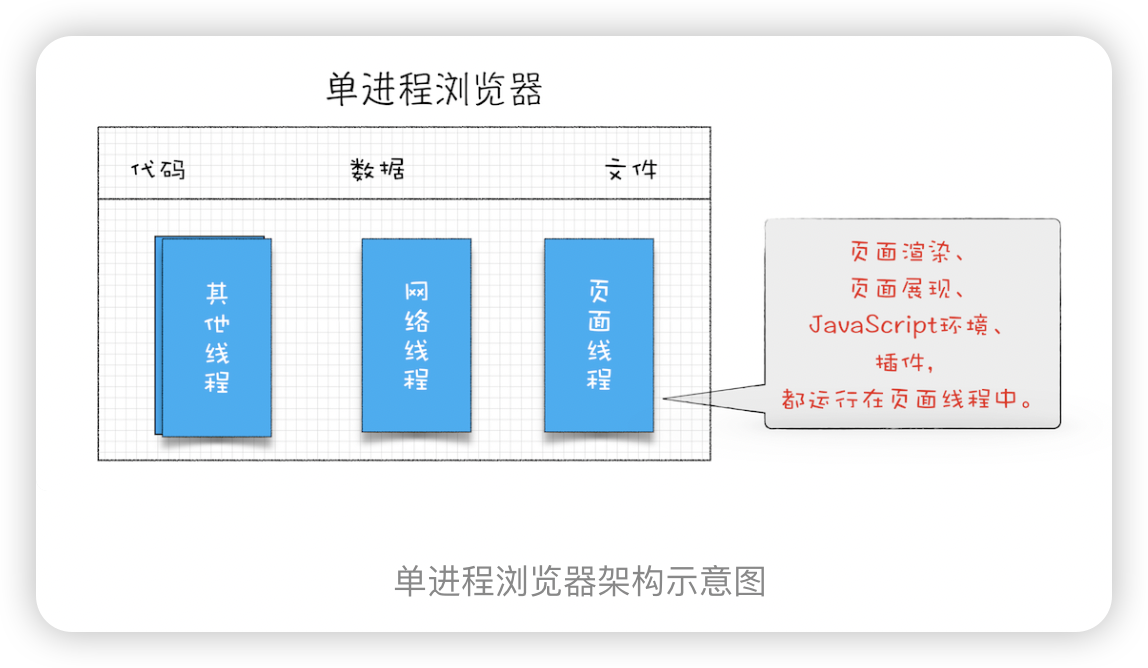 单进程浏览器
代码
数据
文件
其他线程
网络线程
页面线程
页面渲染、
页面展现、
JavaScript环境、
插件，
都运行在页面线程中。
单进程浏览器架构示意图